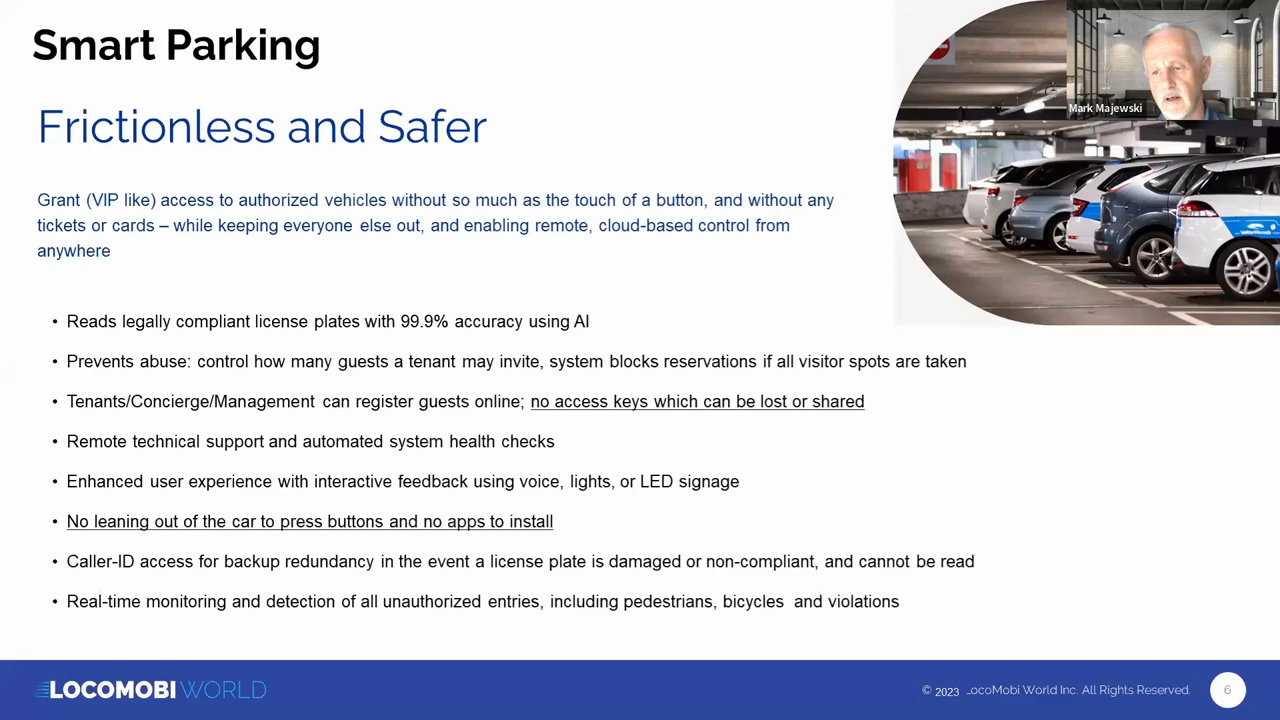 Smart Parking
Mark Majewski
Frictionless and Safer
Grant (VIP like) access to authorized vehicles without so much as the touch of a button, and without any
tickets or cards – while keeping everyone else out, and enabling remote, cloud-based control from
anywhere
• Reads legally compliant license plates with 99.9% accuracy using AI
• Prevents abuse: control how many guests a tenant may invite, system blocks reservations if all visitor spots are taken
• Tenants/Concierge/Management can register guests online; no access keys which can be lost or shared
• Remote technical support and automated system health checks
• Enhanced user experience with interactive feedback using voice, lights, or LED signage
• No leaning out of the car to press buttons and no apps to install
• Caller-ID access for backup redundancy in the event a license plate is damaged or non-compliant, and cannot be read
• Real-time monitoring and detection of all unauthorized entries, including pedestrians, bicycles and violations
LOCOMOBI WORLD
© 2023 LocoMobi World Inc. All Rights Reserved.
6